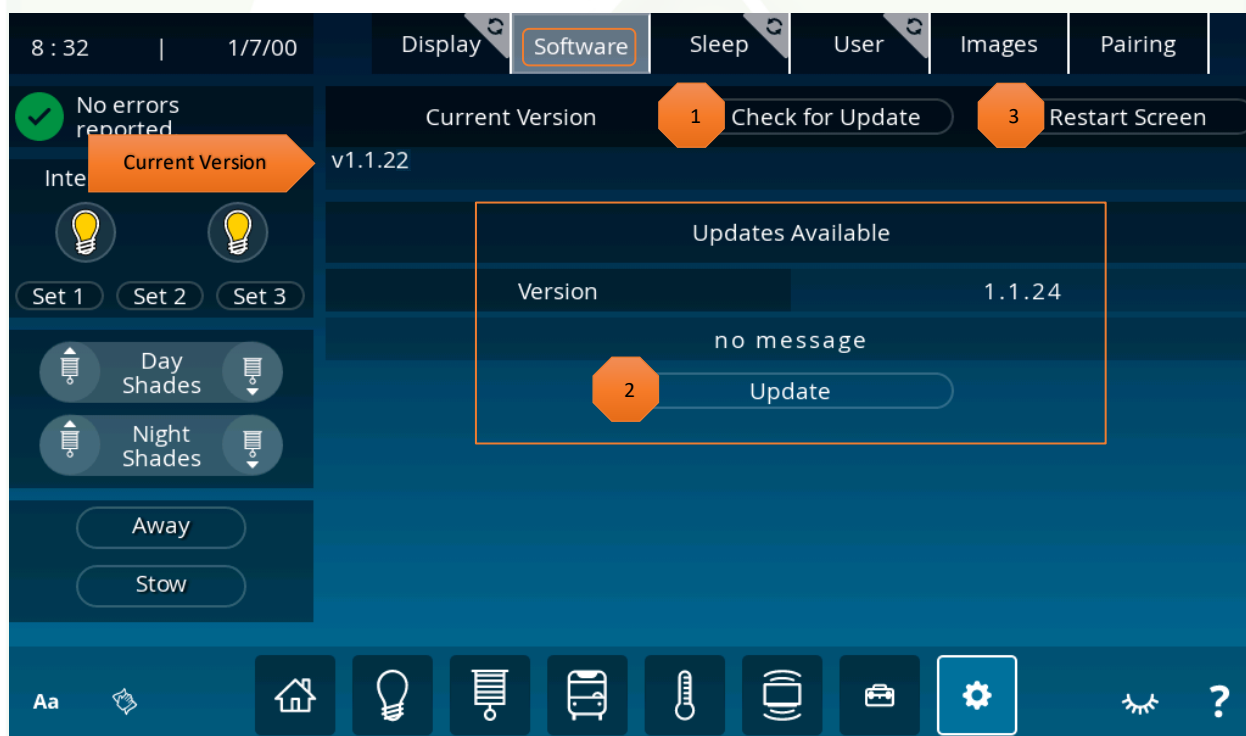 8 : 32 | 1/7/00
Display
Software
Sleep
User
Images
Pairing
No errors
reported
Current Version
1
Check for Update
3
Restart Screen
Current Version
v1.1.22
Inte
Updates Available
Set 1
Set 2
Set 3
Version
1.1.24
no message
Day
Shades
2
Update
Night
Shades
Away
Stow
Aa
?